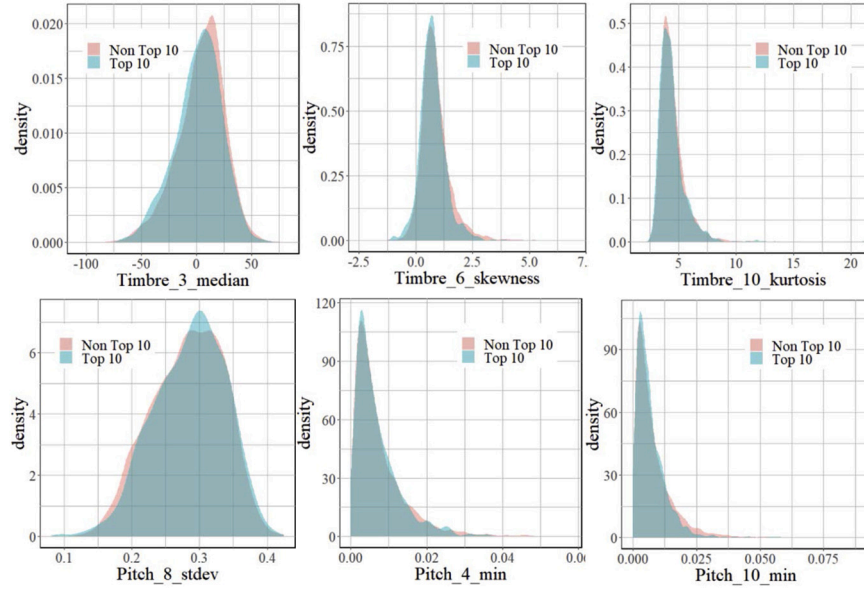 0.020
0.015
0.010
0.005
0.000
density
Non Top 10
Top 10
-100
-50
0
50
Timbre_3_median
0.75
0.50
0.25
0.00
density
Non Top 10
Top 10
-2.5
0.0
2.5
5.0
7.
Timbre_6_skewness
0.5
0.4
0.3
0.2
0.1
0.0
density
Non Top 10
Top 10
5
10
15
20
Timbre_10_kurtosis
6
4
2
0
density
Non Top 10
Top 10
0.1
0.2
0.3
0.4
Pitch_8_stdev
120
90
60
30
0
density
Non Top 10
Top 10
0.00
0.02
0.04
0.0
Pitch_4_min
90
60
30
0
density
Non Top 10
Top 10
0.000
0.025
0.050
0.075
Pitch_10_min